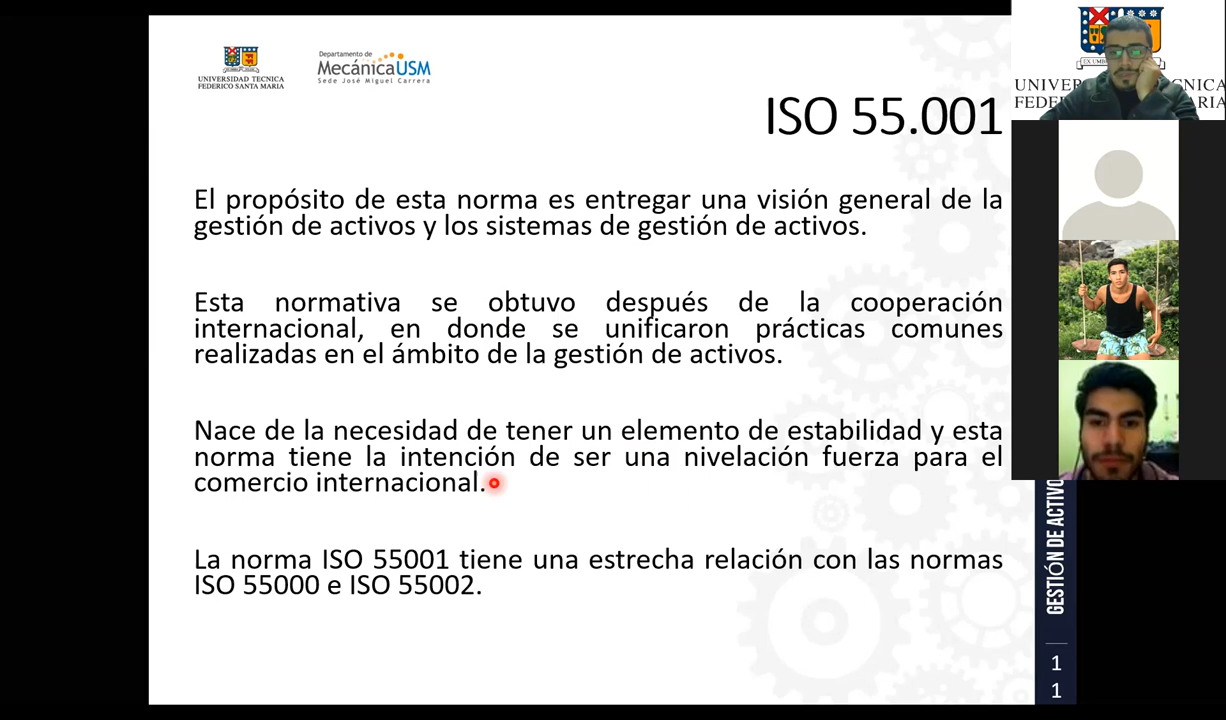 UNIVERSIDAD TECNICA
FEDERICO SANTA MARIA
Departamento de
MecánicaUSM
Sede José Miguel Carrera
ISO 55.001
El propósito de esta norma es entregar una visión general de la
gestión de activos y los sistemas de gestión de activos.
Esta normativa se obtuvo después de la cooperación
internacional, en donde se unificaron prácticas comunes
realizadas en el ámbito de la gestión de activos.
Nace de la necesidad de tener un elemento de estabilidad y esta
norma tiene la intención de ser una nivelación fuerza para el
comercio internacional.
La norma ISO 55001 tiene una estrecha relación con las normas
ISO 55000 e ISO 55002.
GESTIÓN DE ACTIVO
1
1